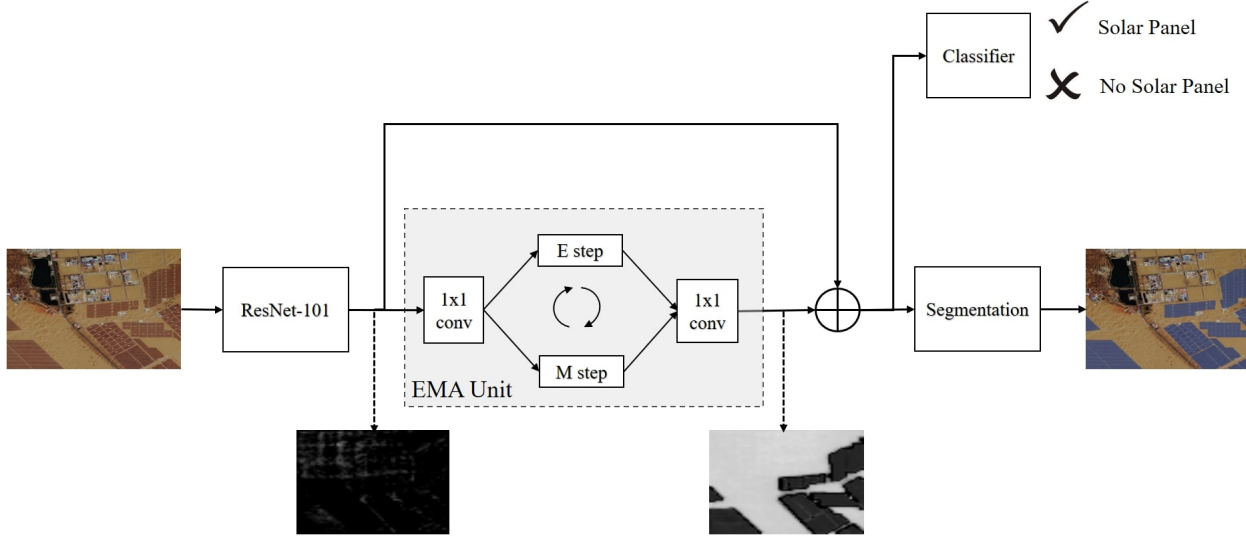 Solar Panel
Classifier
No Solar Panel
E step
1x1
conv
1x1
conv
ResNet-101
Segmentation
M step
EMA Unit